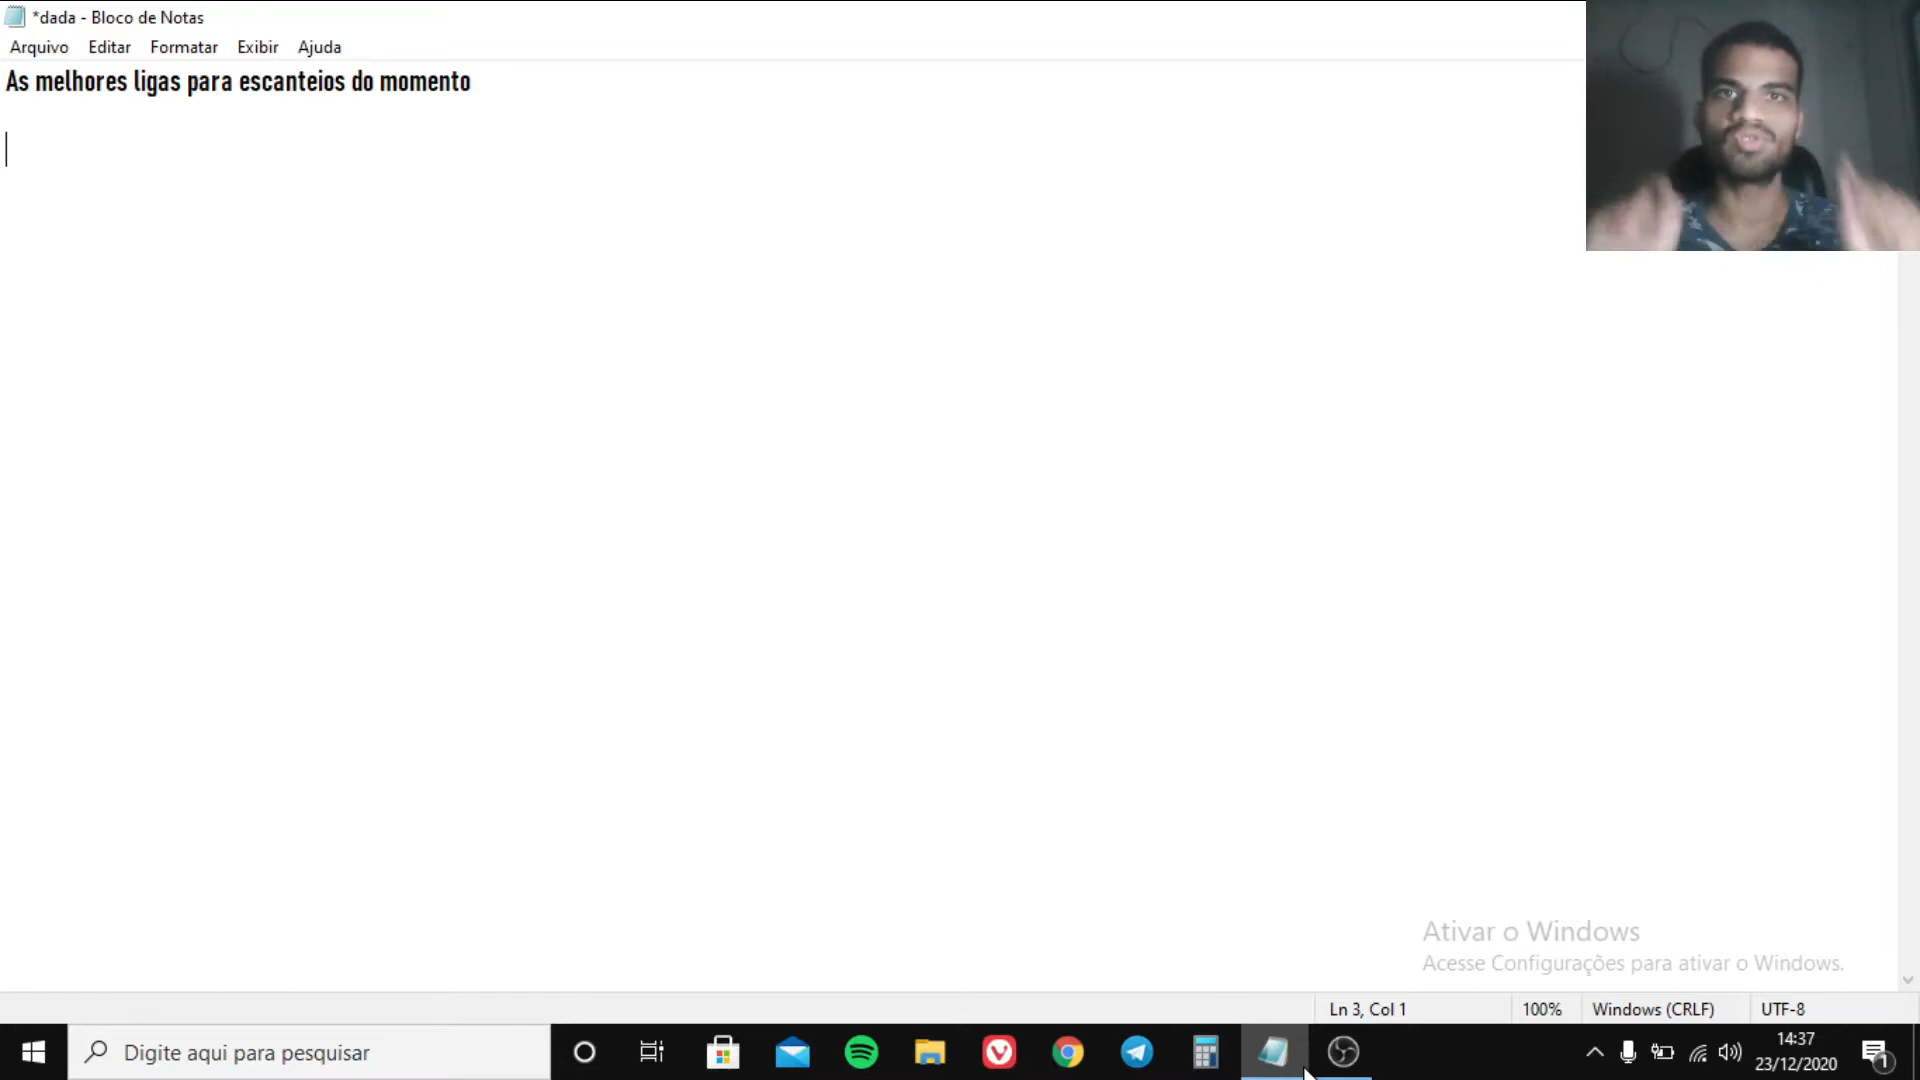 *dada - Bloco de Notas
Arquivo Editar Formatar Exibir Ajuda
As melhores ligas para escanteios do momento
Ativar o Windows
Acesse Configurações para ativar o Windows.
Ln 3, Col 1 100% Windows (CRLF) UTF-8
Digite aqui para pesquisar
14:37
23/12/2020
1